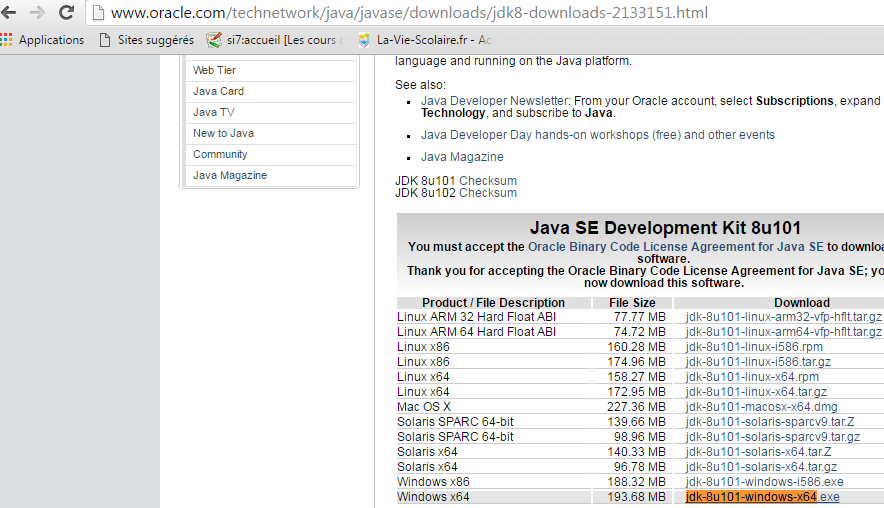 www.oracle.com/technetwork/java/javase/downloads/jdk8-downloads-2133151.html
Applications Sites suggérés si7:accueil [Les cours La-Vie-Scolaire.fr - Ac
Web Tier
Java Card
Java TV
New to Java
Community
Java Magazine
language and running on the Java platform.
See also:
Java Developer Newsletter: From your Oracle account, select Subscriptions, expand
Technology, and subscribe to Java.
Java Developer Day hands-on workshops (free) and other events
Java Magazine
JDK 8u101 Checksum
JDK 8u102 Checksum
Java SE Development Kit 8u101
You must accept the Oracle Binary Code License Agreement for Java SE to downloa
software.
Thank you for accepting the Oracle Binary Code License Agreement for Java SE; yo
now download this software.
Product / File Description File Size Download
Linux ARM 32 Hard Float ABI 77.77 MB jdk-8u101-linux-arm32-vfp-hflt.tar.gz
Linux ARM 64 Hard Float ABI 74.72 MB jdk-8u101-linux-arm64-vfp-hflt.tar.gz
Linux x86 160.28 MB jdk-8u101-linux-i586.rpm
Linux x86 174.96 MB jdk-8u101-linux-i586.tar.gz
Linux x64 158.27 MB jdk-8u101-linux-x64.rpm
Linux x64 172.95 MB jdk-8u101-linux-x64.tar.gz
Mac OS X 227.36 MB jdk-8u101-macosx-x64.dmg
Solaris SPARC 64-bit 139.66 MB jdk-8u101-solaris-sparcv9.tar.Z
Solaris SPARC 64-bit 98.96 MB jdk-8u101-solaris-sparcv9.tar.gz
Solaris x64 140.33 MB jdk-8u101-solaris-x64.tar.Z
Solaris x64 96.78 MB jdk-8u101-solaris-x64.tar.gz
Windows x86 188.32 MB jdk-8u101-windows-i586.exe
Windows x64 193.68 MB jdk-8u101-windows-x64.exe